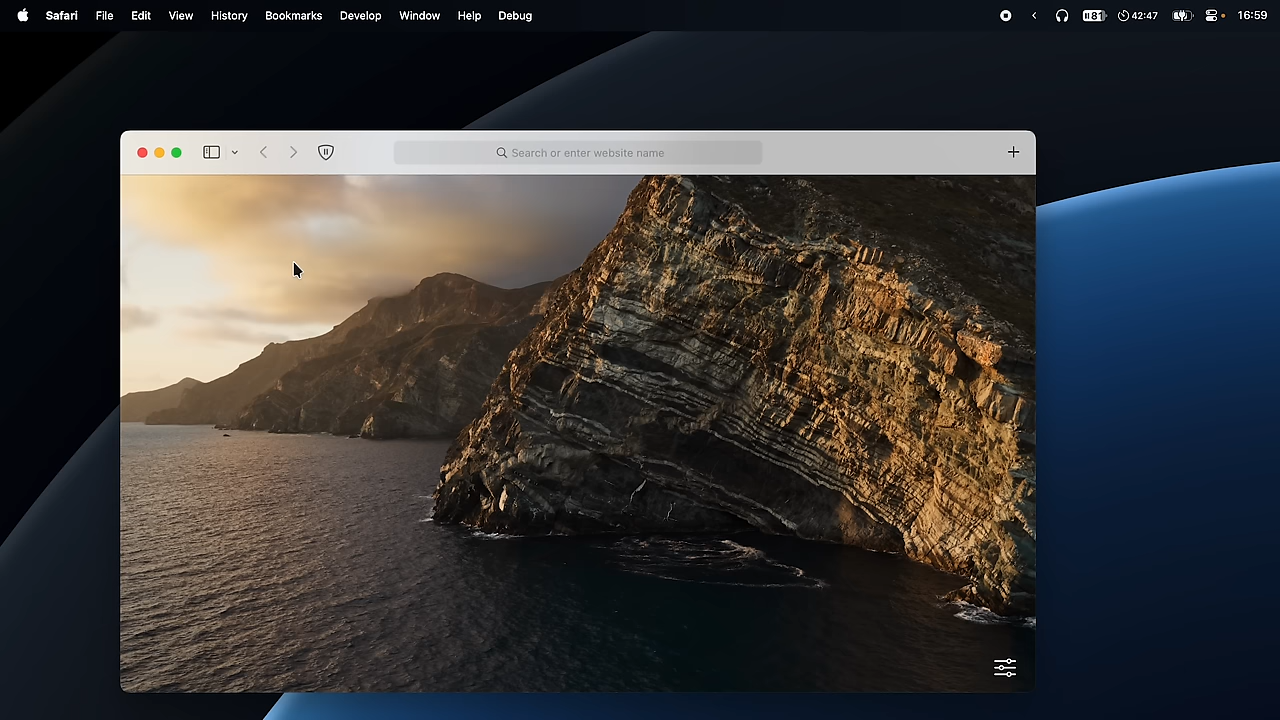 Safari File Edit View History Bookmarks Develop Window Help Debug 81 42:47 16:59
Search or enter website name